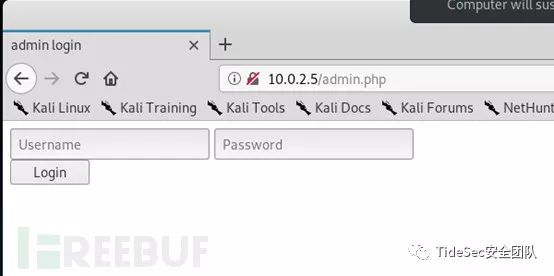 Computer will sus
admin login
10.0.2.5/admin.php
Kali Linux Kali Training Kali Tools Kali Docs Kali Forums NetHunt
Username Password
Login
FREEBUF TideSec安全团队